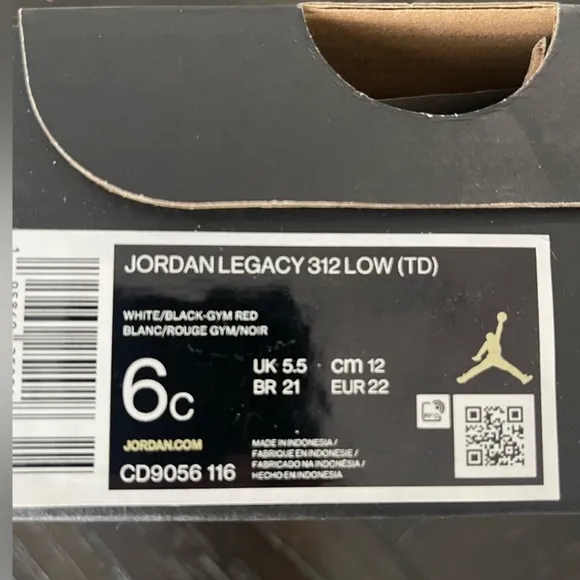 JORDAN LEGACY 312 LOW (TD)
WHITE/BLACK-GYM RED
BLANC/ROUGE GYM/NOIR
6C
UK 5.5 cm 12
BR 21 EUR 22
RFID
JORDAN.COM
CD9056 116
MADE IN INDONESIA /
FABRIQUE EN INDONESIE /
FABRICADO NA INDONÉSIA /
HECHO EN INDONESIA